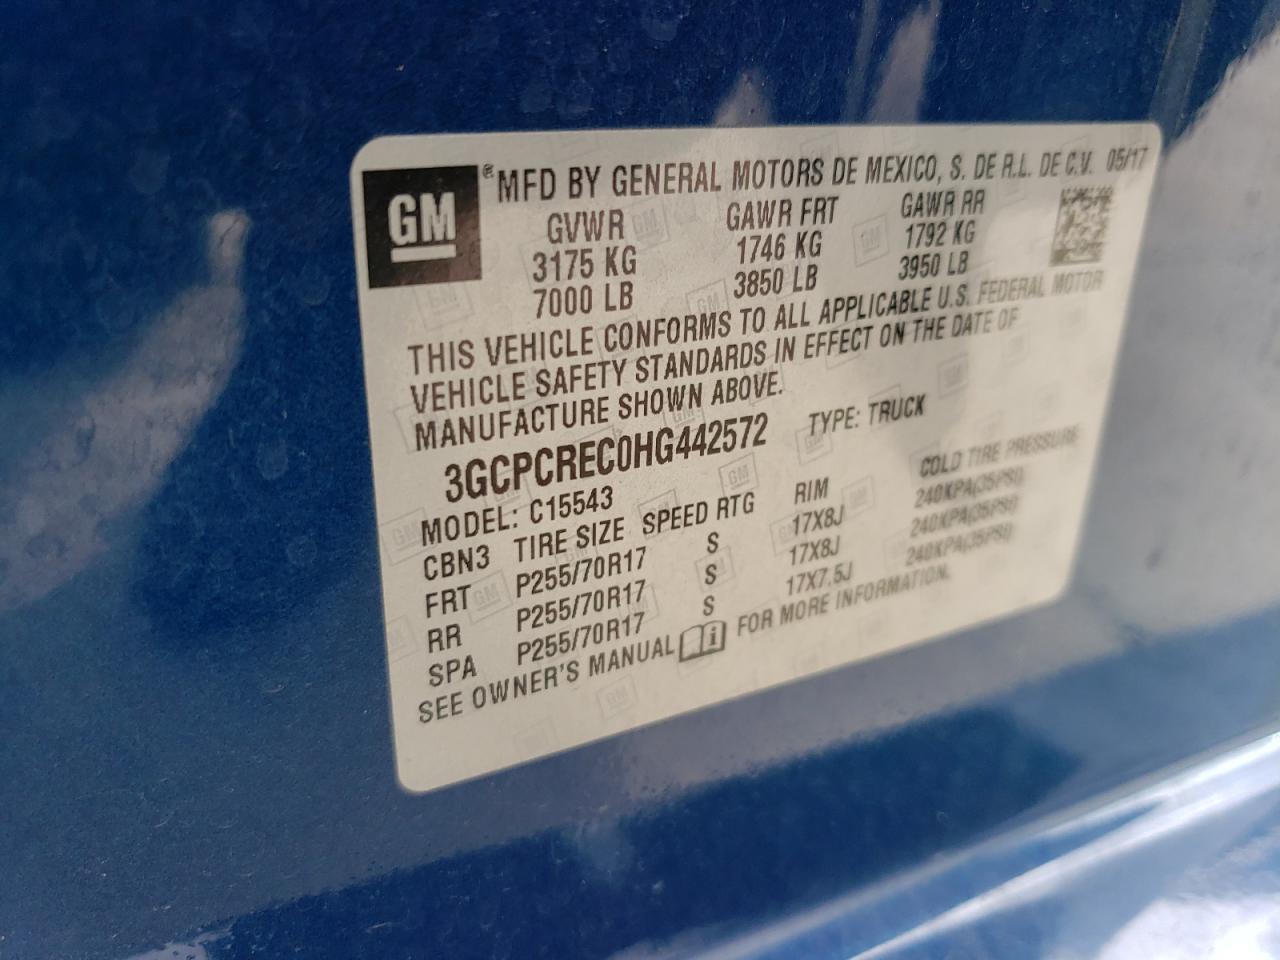 GM
® MFD BY GENERAL MOTORS DE MEXICO, S. DE R.L. DE C.V. 05/17
GVWR GAWR FRT GAWR RR
3175 KG 1746 KG 1792 KG
7000 LB 3850 LB 3950 LB
THIS VEHICLE CONFORMS TO ALL APPLICABLE U.S. FEDERAL MOTOR
VEHICLE SAFETY STANDARDS IN EFFECT ON THE DATE OF
MANUFACTURE SHOWN ABOVE.
3GCPCREC0HG442572 TYPE: TRUCK
MODEL: C15543
CBN3 TIRE SIZE SPEED RTG RIM COLD TIRE PRESSURE
FRT P255/70R17 S 17X8J 240KPA(35PSI)
RR P255/70R17 S 17X8J 240KPA(35PSI)
SPA P255/70R17 S 17X7.5J 240KPA(35PSI)
SEE OWNER'S MANUAL FOR MORE INFORMATION.